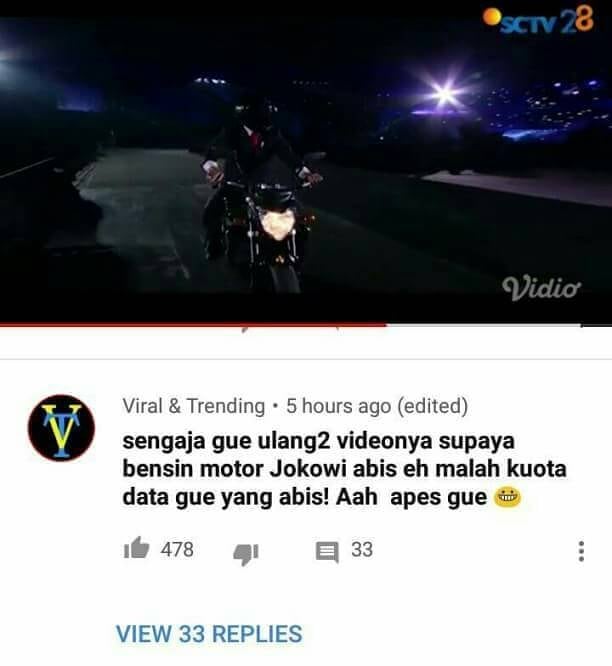 SCTV 28
Vidio
Viral & Trending • 5 hours ago (edited)
sengaja gue ulang2 videonya supaya
bensin motor Jokowi abis eh malah kuota
data gue yang abis! Aah apes gue 😀
478
33
VIEW 33 REPLIES